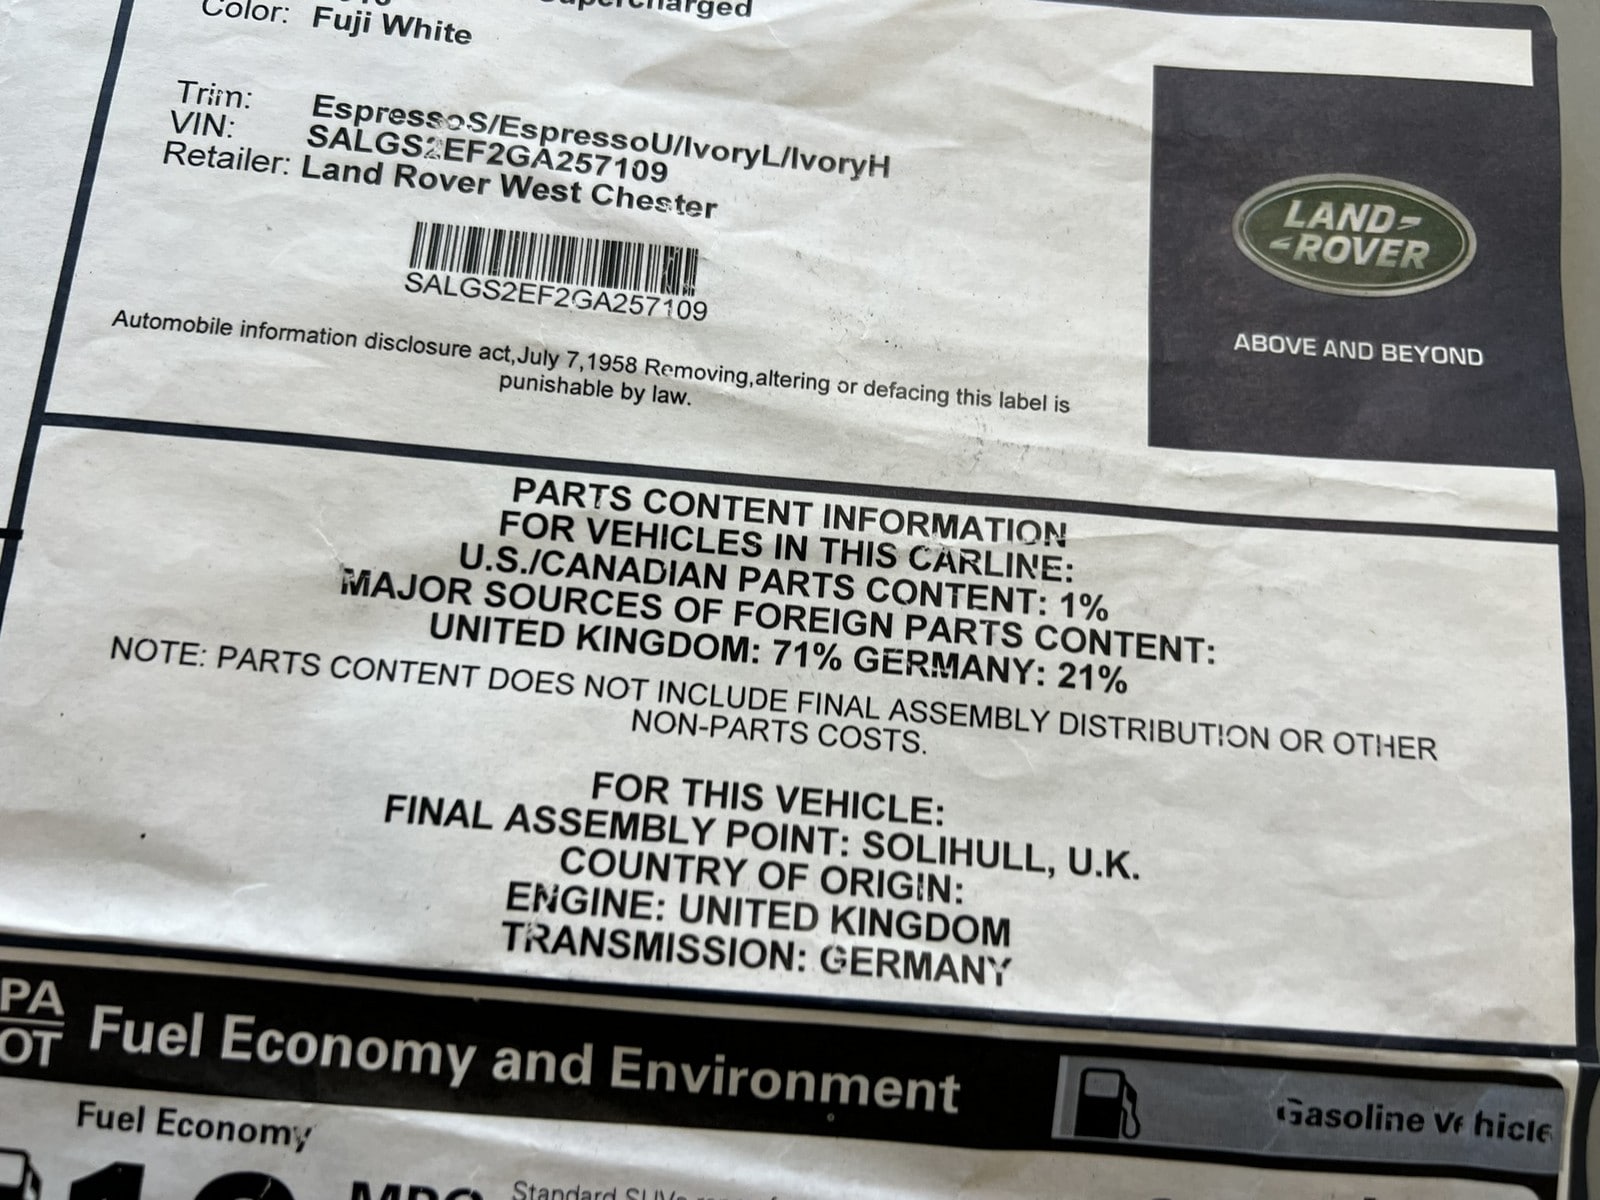 Supercharged
Color: Fuji White
Trim: EspressoS/EspressoU/IvoryL/IvoryH
VIN: SALGS2EF2GA257109
Retailer: Land Rover West Chester
SALGS2EF2GA257109
Automobile information disclosure act,July 7,1958 Removing,altering or defacing this label is
punishable by law.
LAND
ROVER
ABOVE AND BEYOND
PARTS CONTENT INFORMATION
FOR VEHICLES IN THIS CARLINE:
U.S./CANADIAN PARTS CONTENT: 1%
MAJOR SOURCES OF FOREIGN PARTS CONTENT:
UNITED KINGDOM: 71% GERMANY: 21%
NOTE: PARTS CONTENT DOES NOT INCLUDE FINAL ASSEMBLY DISTRIBUTION OR OTHER
NON-PARTS COSTS.
FOR THIS VEHICLE:
FINAL ASSEMBLY POINT: SOLIHULL, U.K.
COUNTRY OF ORIGIN:
ENGINE: UNITED KINGDOM
TRANSMISSION: GERMANY
PA
OT
Fuel Economy and Environment
Gasoline Vehicle
Fuel Economy
MPG
Standard SUVs